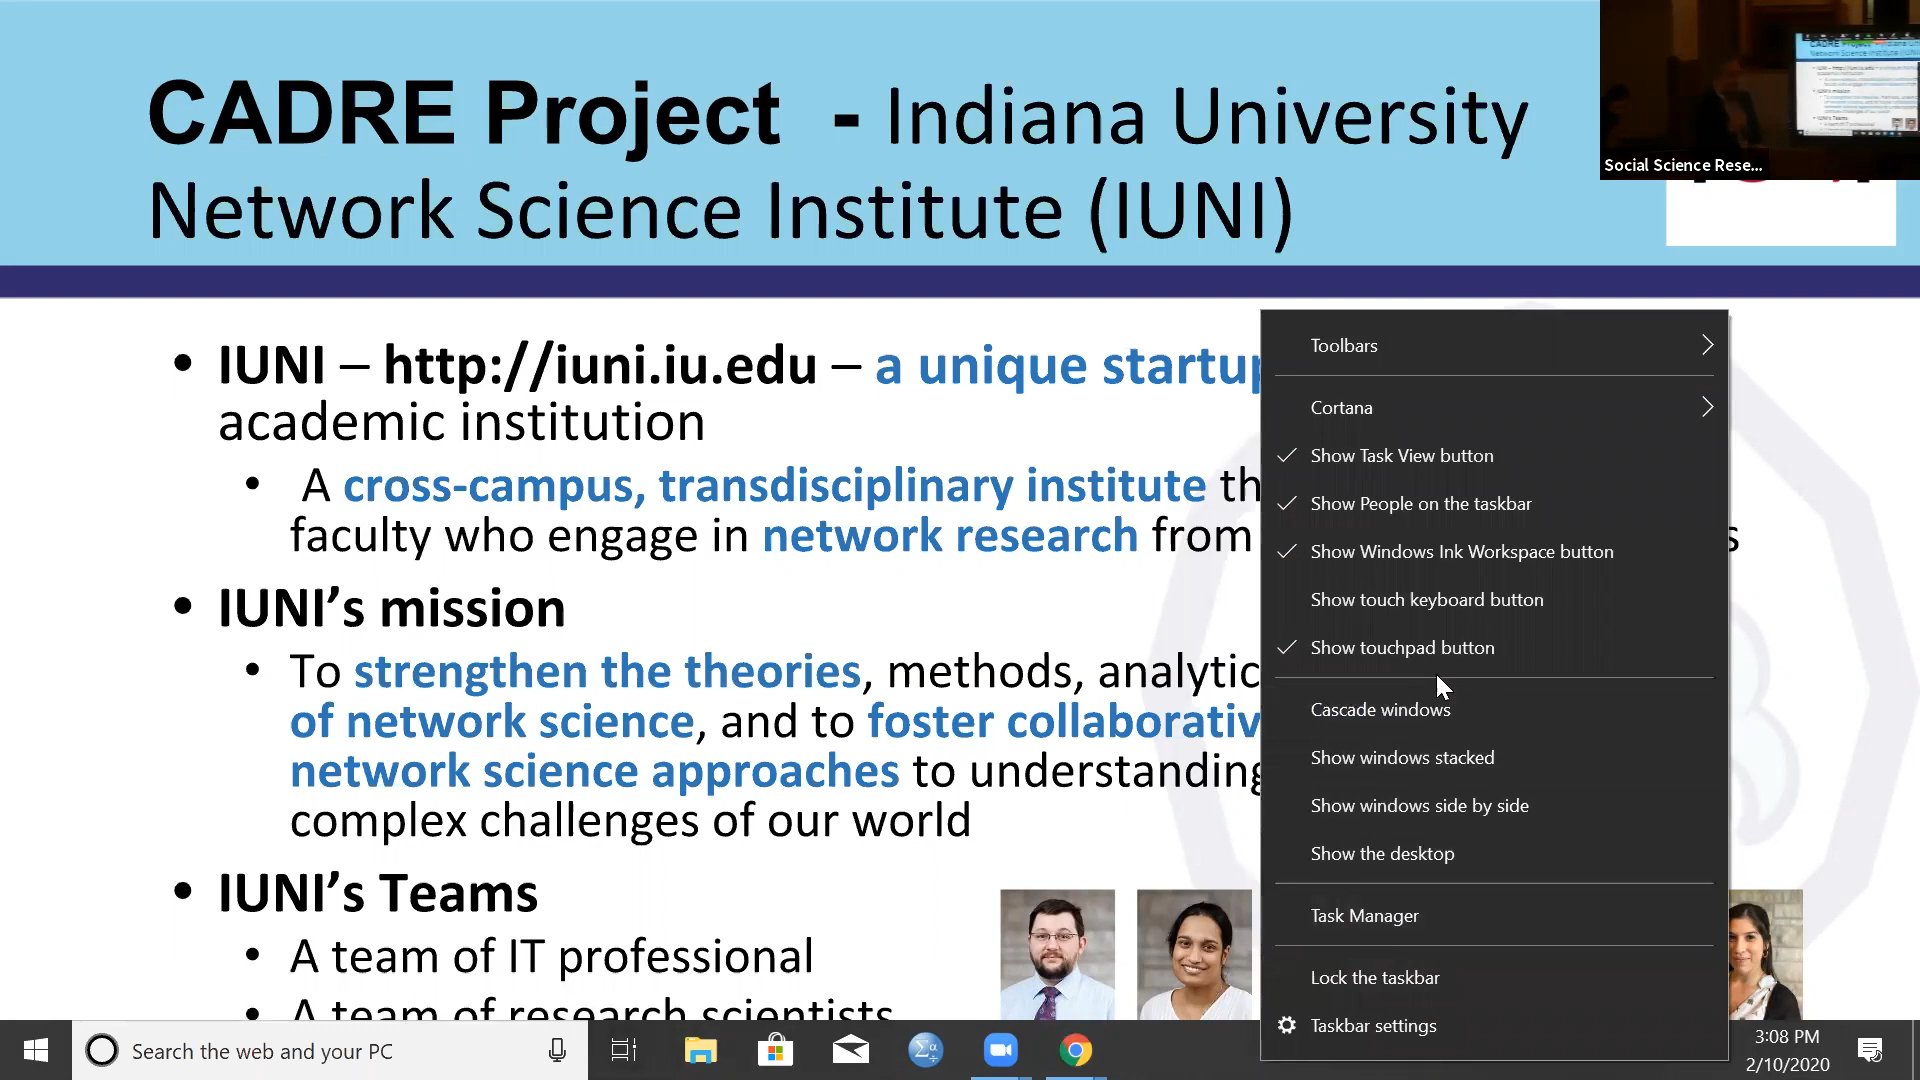 CADRE Project - Indiana University
Network Science Institute (IUNI)
Social Science Rese...
• IUNI – http://iuni.iu.edu – a unique startup
academic institution
• A cross-campus, transdisciplinary institute th
faculty who engage in network research from
s
• IUNI’s mission
• To strengthen the theories, methods, analytic
of network science, and to foster collaborativ
network science approaches to understanding
complex challenges of our world
• IUNI’s Teams
• A team of IT professional
• A team of research scientists
Toolbars
Cortana
Show Task View button
Show People on the taskbar
Show Windows Ink Workspace button
Show touch keyboard button
Show touchpad button
Cascade windows
Show windows stacked
Show windows side by side
Show the desktop
Task Manager
Lock the taskbar
Taskbar settings
Search the web and your PC
3:08 PM
2/10/2020